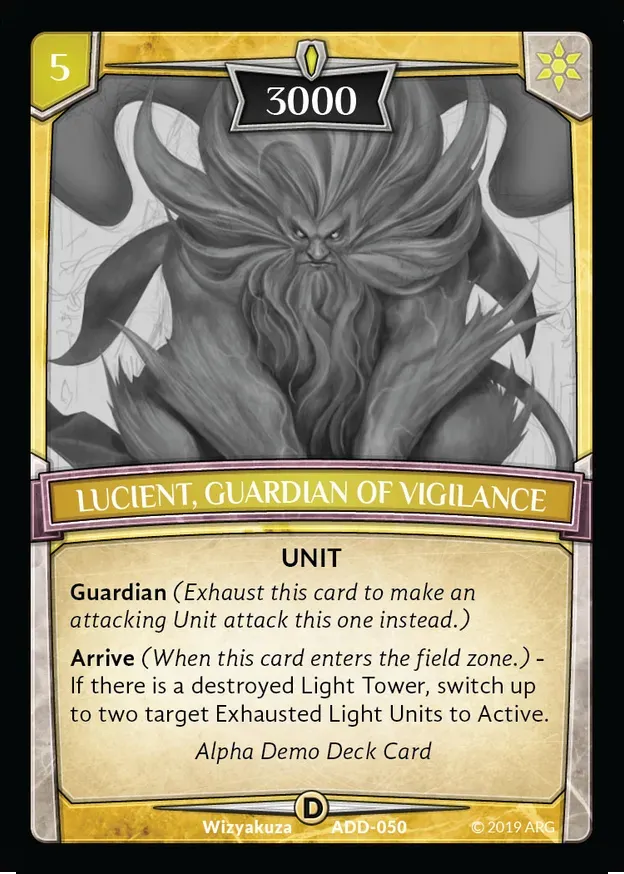 5
3000
LUCIENT, GUARDIAN OF VIGILANCE
UNIT
Guardian (Exhaust this card to make an
attacking Unit attack this one instead.)
Arrive (When this card enters the field zone.) -
If there is a destroyed Light Tower, switch up
to two target Exhausted Light Units to Active.
Alpha Demo Deck Card
D
Wizyakuza ADD-050 © 2019 ARG